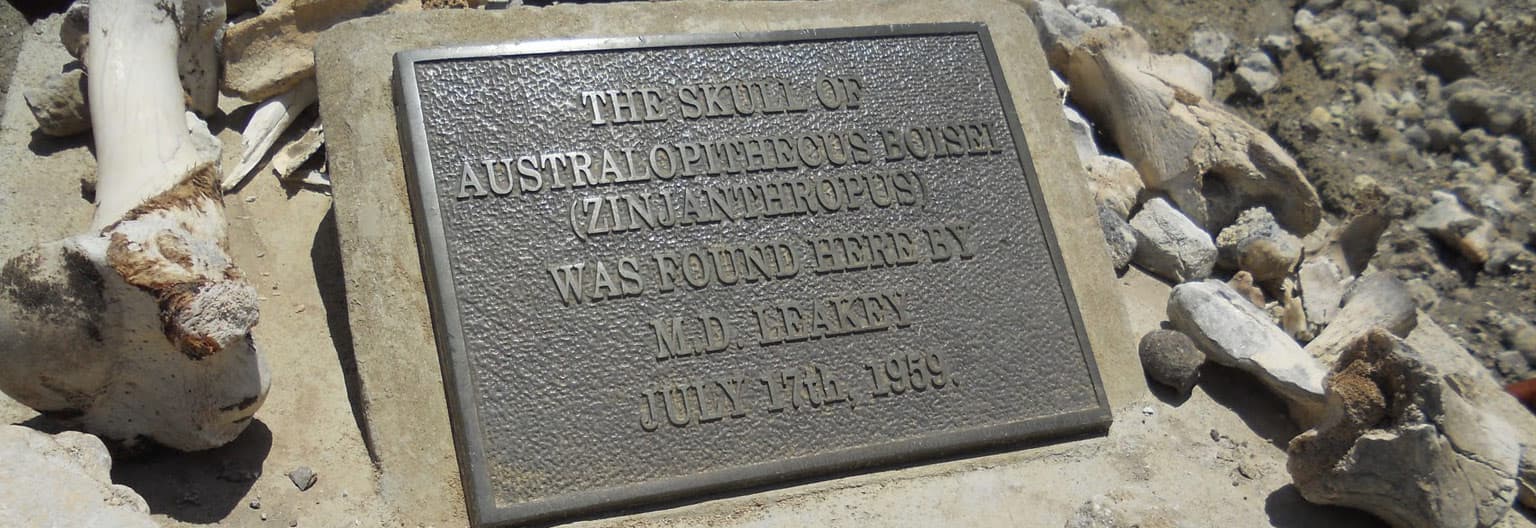 THE SKULL OF
AUSTRALOPITHECUS BOISEI
(ZINJANTHROPUS)
WAS FOUND HERE BY
M.D. LEAKEY
JULY 17th, 1959.